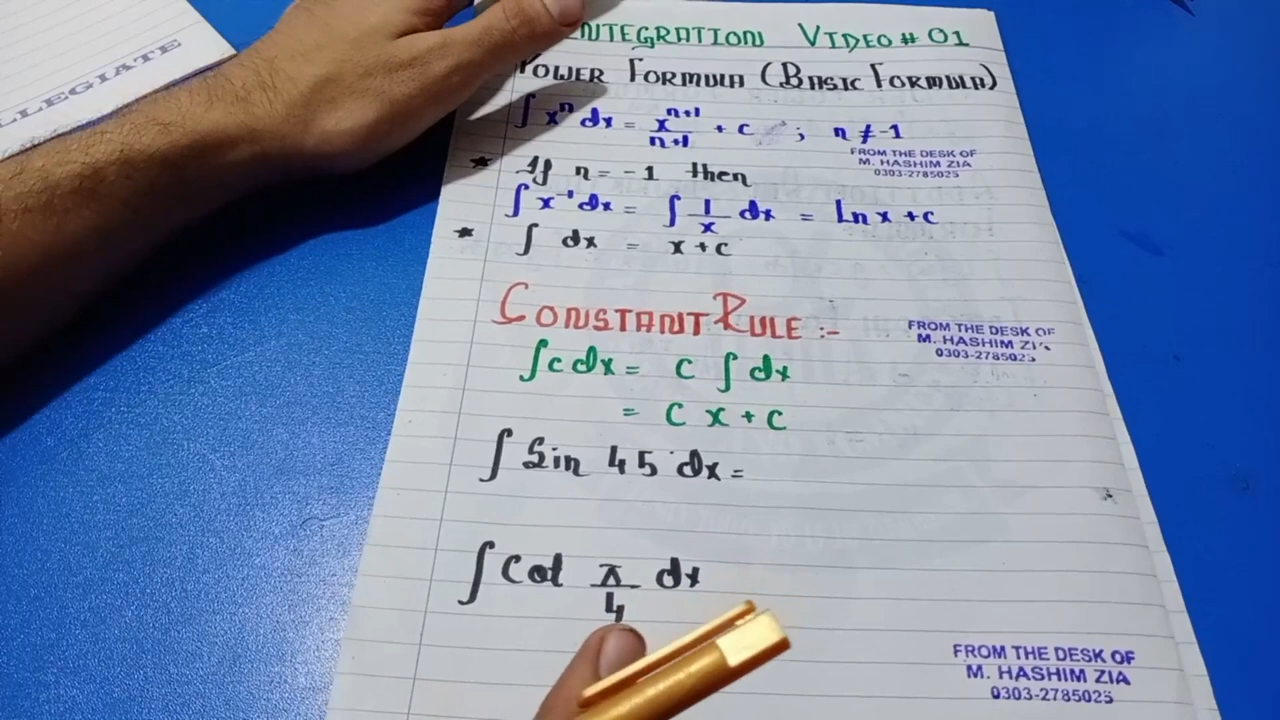 LLEGIATE
INTEGRATION VIDEO # 01
POWER FORMULA (BASIC FORMULA)
∫ xⁿ dx = xⁿ⁺¹/n+1 + c ; n ≠ -1
FROM THE DESK OF
M. HASHIM ZIA
0303-2785025
★ If n = -1 then
∫ x⁻¹ dx = ∫ 1/x dx = Ln x + c
★ ∫ dx = x + c
CONSTANT RULE :-
FROM THE DESK OF
M. HASHIM ZIA
0303-2785025
∫ c dx = c ∫ dx
= c x + c
∫ Sin 45° dx =
∫ Cot π/4 dx
FROM THE DESK OF
M. HASHIM ZIA
0303-2785025